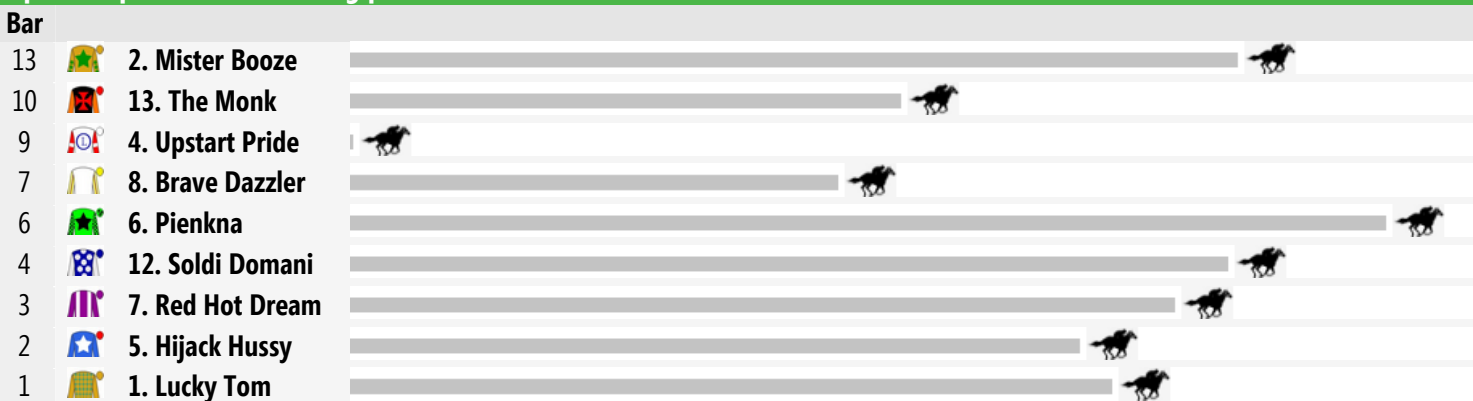 Bar
13 2. Mister Booze
10 13. The Monk
9 4. Upstart Pride
7 8. Brave Dazzler
6 6. Pienkna
4 12. Soldi Domani
3 7. Red Hot Dream
2 5. Hijack Hussy
1 1. Lucky Tom